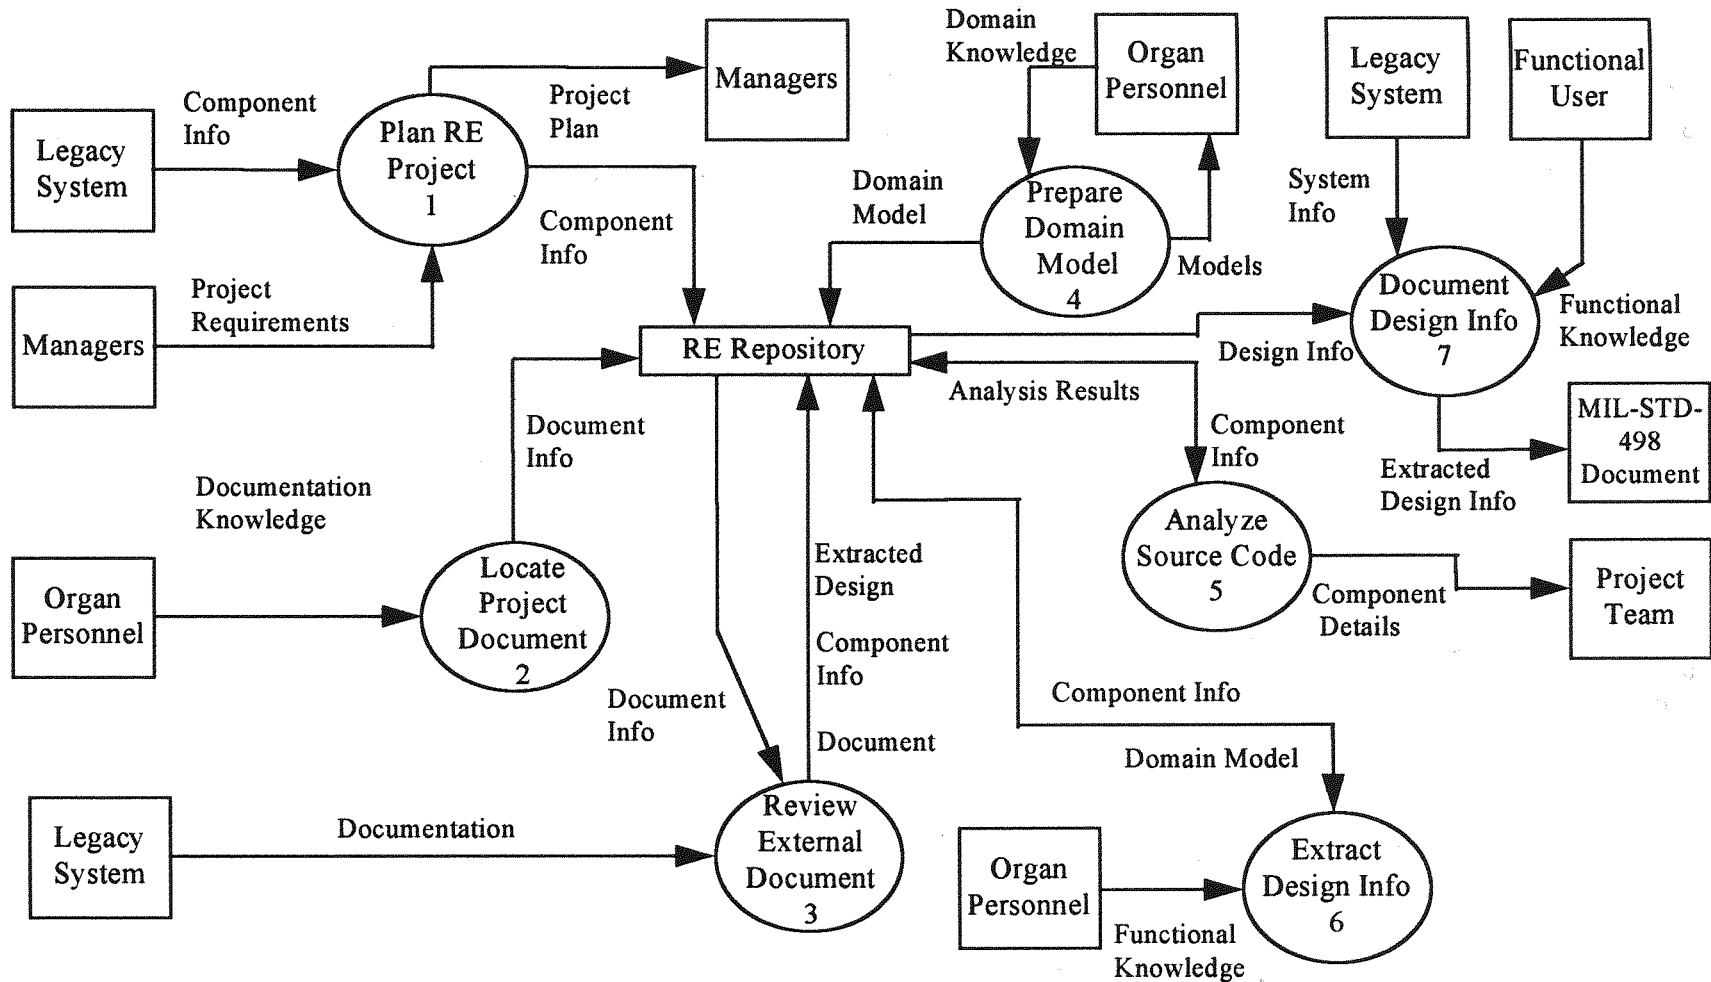 Component
Info
Legacy
System
Managers
Project
Requirements
Plan RE
Project
1
Project
Plan
Managers
Component
Info
Domain
Knowledge
Organ
Personnel
Domain
Model
Prepare
Domain
Model
4
Models
Legacy
System
Functional
User
System
Info
Document
Design Info
7
Functional
Knowledge
RE Repository
Design Info
Analysis Results
Component
Info
MIL-STD-
498
Document
Extracted
Design Info
Document
Info
Documentation
Knowledge
Organ
Personnel
Locate
Project
Document
2
Extracted
Design
Component
Info
Document
Document
Info
Analyze
Source Code
5
Component
Details
Project
Team
Component Info
Domain Model
Legacy
System
Documentation
Review
External
Document
3
Organ
Personnel
Functional
Knowledge
Extract
Design Info
6